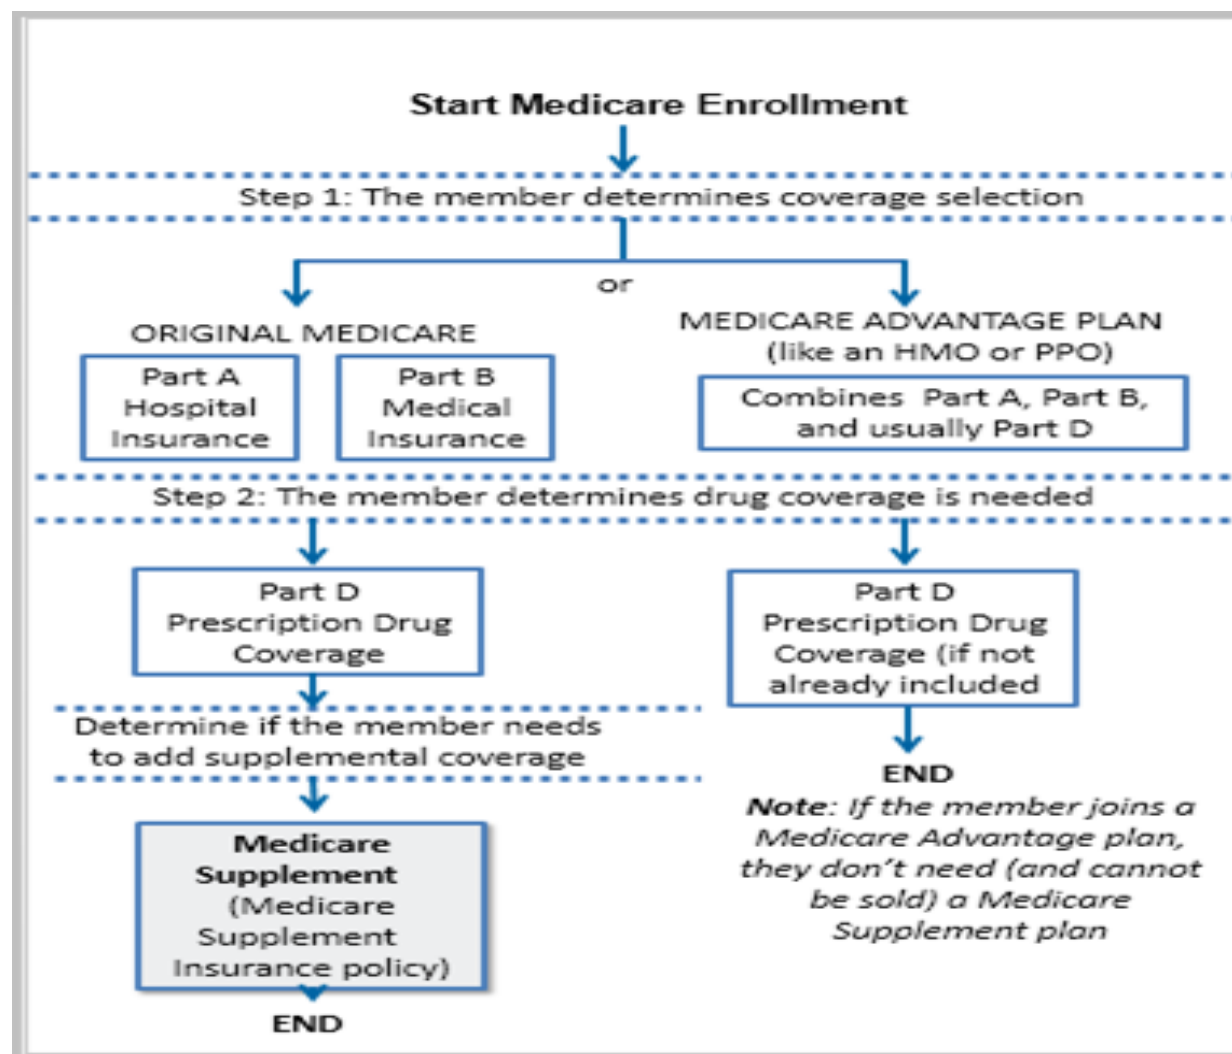 Start Medicare Enrollment
Step 1: The member determines coverage selection
or
ORIGINAL MEDICARE
Part A
Hospital
Insurance
Part B
Medical
Insurance
MEDICARE ADVANTAGE PLAN
(like an HMO or PPO)
Combines Part A, Part B,
and usually Part D
Step 2: The member determines drug coverage is needed
Part D
Prescription Drug
Coverage
Determine if the member needs
to add supplemental coverage
Medicare
Supplement
(Medicare
Supplement
Insurance policy)
END
Part D
Prescription Drug
Coverage (if not
already included
END
Note: If the member joins a
Medicare Advantage plan,
they don't need (and cannot
be sold) a Medicare
Supplement plan